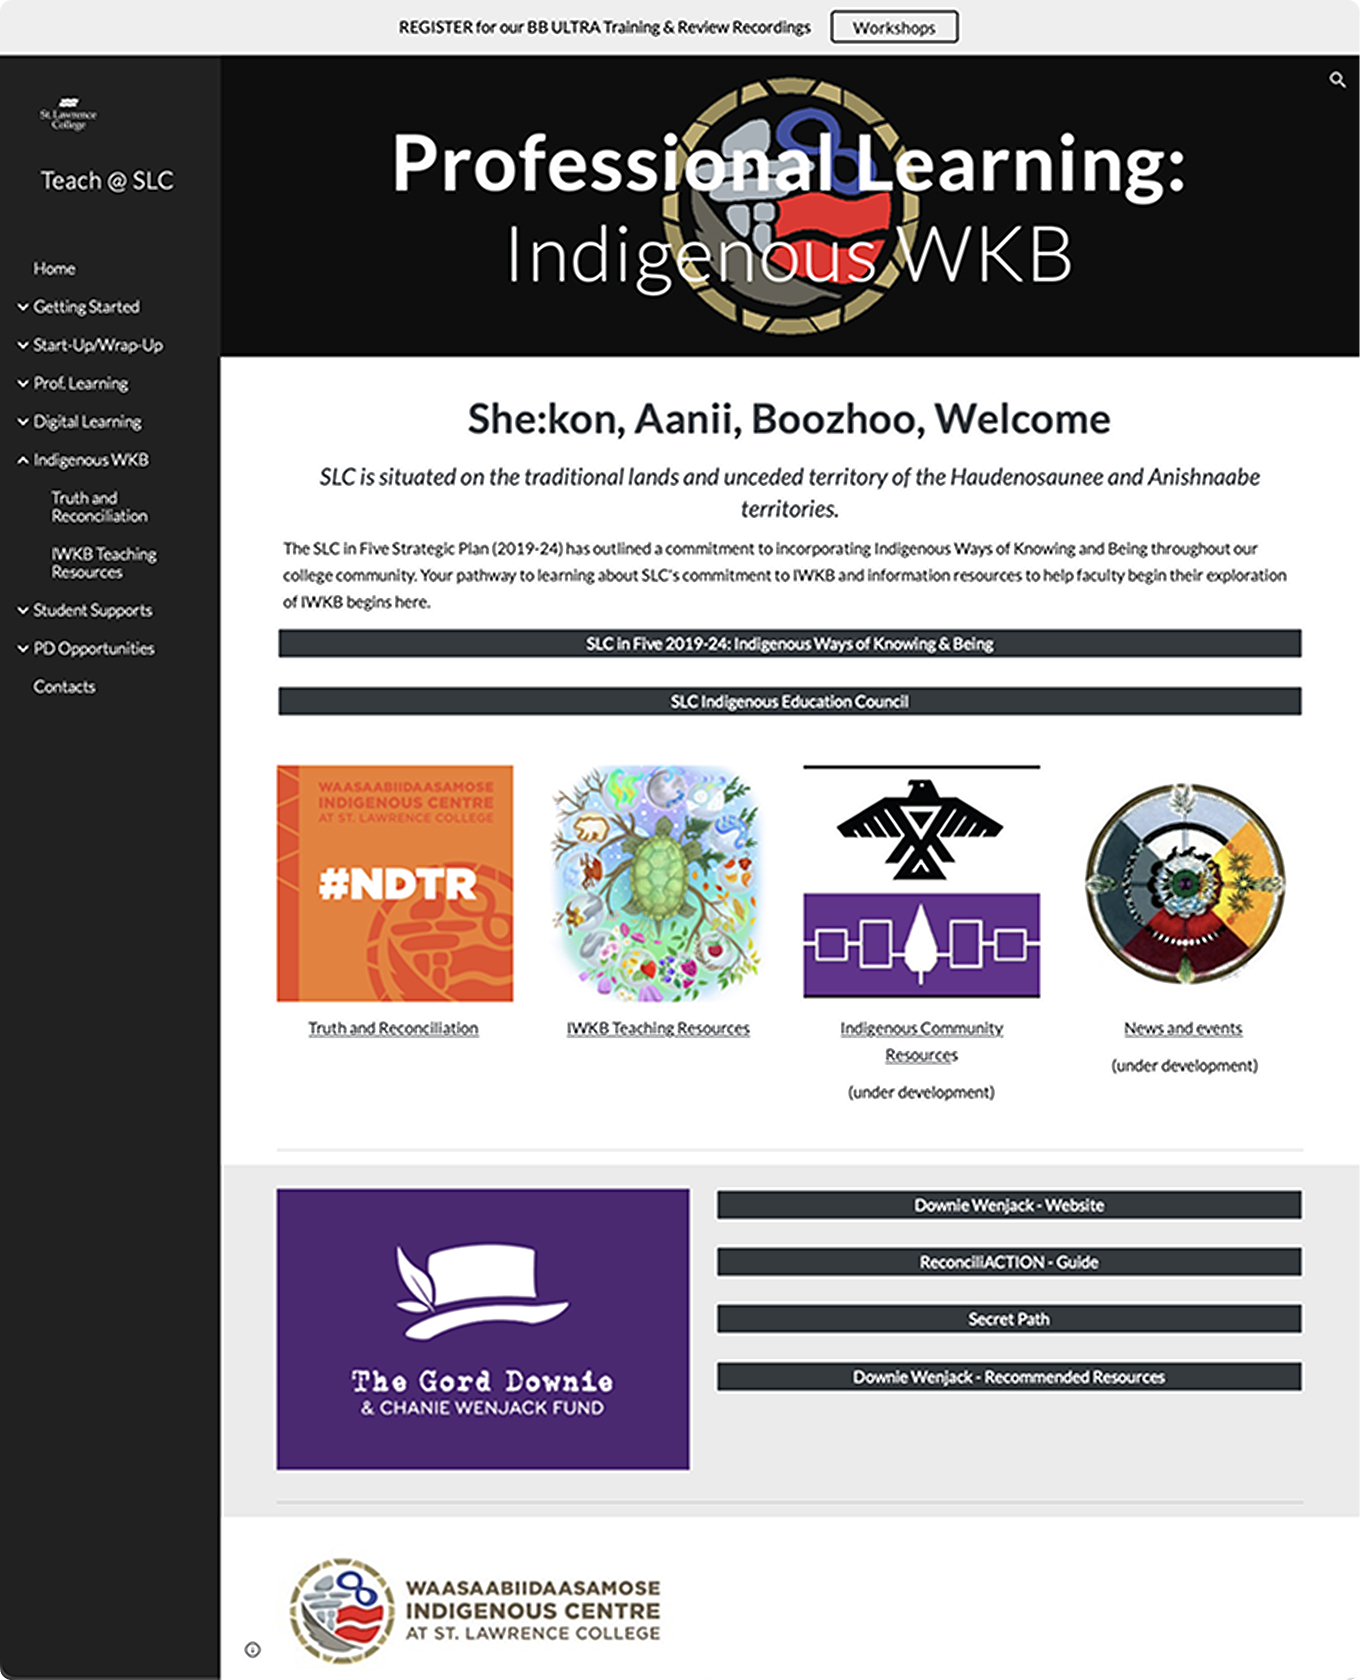 REGISTER for our BB ULTRA Training & Review Recordings
Workshops
St. Lawrence
College
Teach @ SLC
Home
Getting Started
Start-Up/Wrap-Up
Prof. Learning
Digital Learning
Indigenous WKB
Truth and
Reconciliation
IWKB Teaching
Resources
Student Supports
PD Opportunities
Contacts
Professional Learning:
Indigenous WKB
She:kon, Aanii, Boozhoo, Welcome
SLC is situated on the traditional lands and unceded territory of the Haudenosaunee and Anishnaabe
territories.
The SLC in Five Strategic Plan (2019-24) has outlined a commitment to incorporating Indigenous Ways of Knowing and Being throughout our
college community. Your pathway to learning about SLC's commitment to IWKB and information resources to help faculty begin their exploration
of IWKB begins here.
SLC in Five 2019-24: Indigenous Ways of Knowing & Being
SLC Indigenous Education Council
WAASAABIIDAASAMOSE
INDIGENOUS CENTRE
AT ST. LAWRENCE COLLEGE
#NDTR
Truth and Reconciliation
IWKB Teaching Resources
Indigenous Community
Resources
(under development)
News and events
(under development)
The Gord Downie
& CHANIE WENJACK FUND
Downie Wenjack - Website
ReconciliACTION - Guide
Secret Path
Downie Wenjack - Recommended Resources
WAASAABIIDAASAMOSE
INDIGENOUS CENTRE
AT ST. LAWRENCE COLLEGE